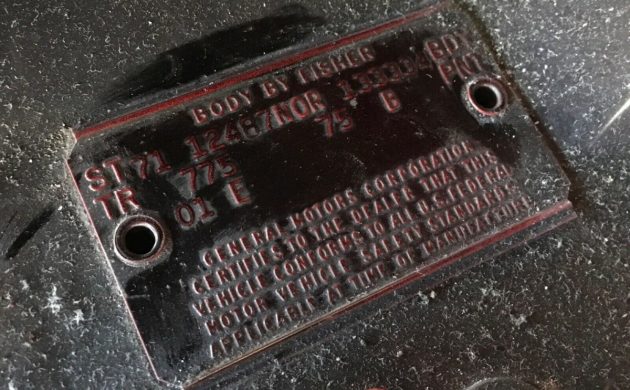 BODY BY FISHER
ST 71 12487 NOR 133304 BDY
TR 775 75 B PNT
01 E
GENERAL MOTORS CORPORATION
CERTIFIES TO THE DEALER THAT THIS
VEHICLE CONFORMS TO ALL U.S. FEDERAL
MOTOR VEHICLE SAFETY STANDARDS
APPLICABLE AT TIME OF MANUFACTURE